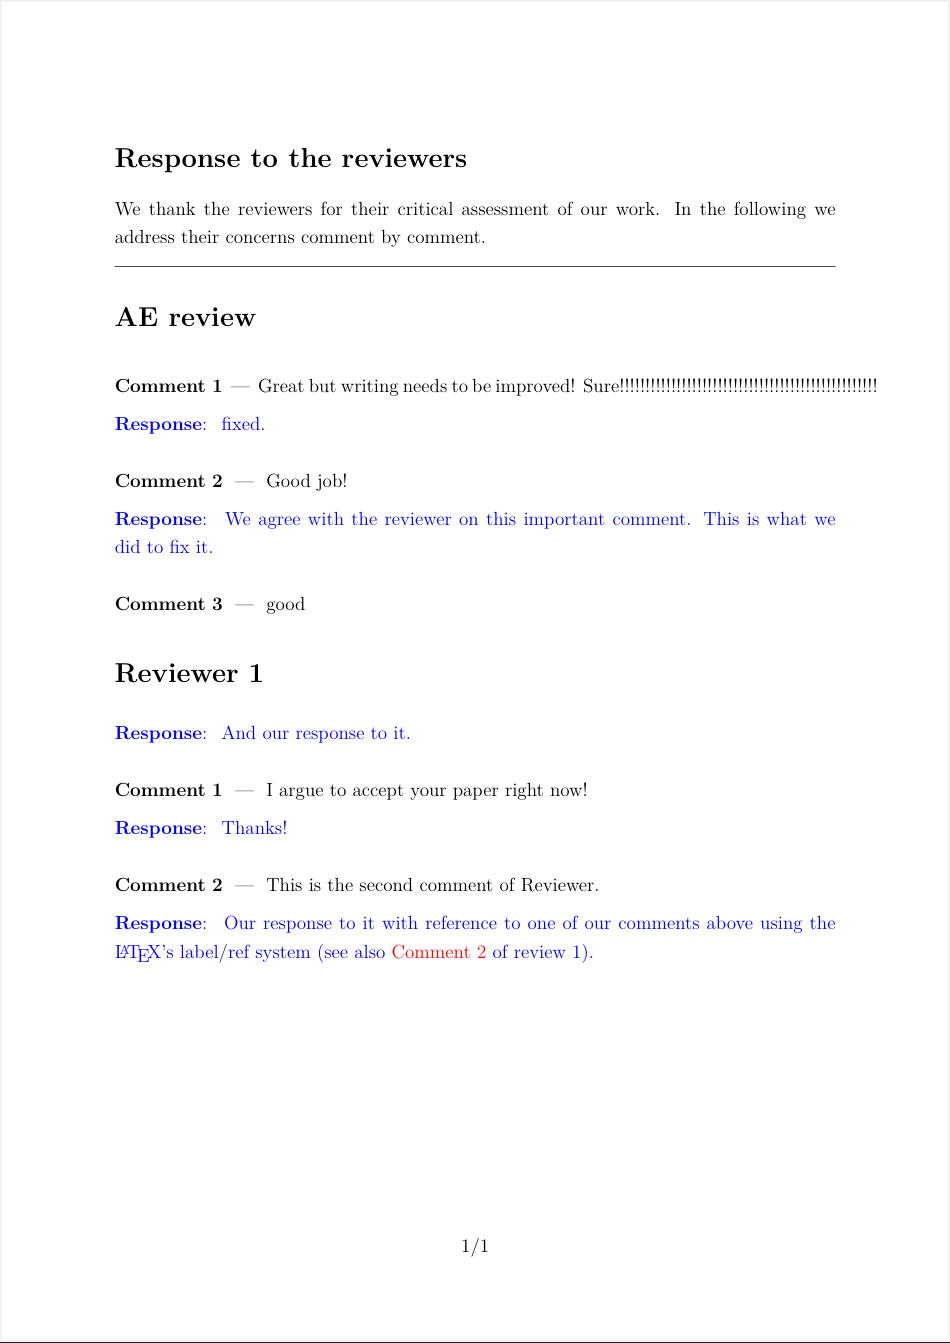 Response to the reviewers
We thank the reviewers for their critical assessment of our work. In the following we
address their concerns comment by comment.
AE review
Comment 1 — Great but writing needs to be improved! Sure!!!!!!!!!!!!!!!!!!!!!!!!!!!!!!!!!!!!!!!!!!!!!!!!!!
Response: fixed.
Comment 2 — Good job!
Response: We agree with the reviewer on this important comment. This is what we
did to fix it.
Comment 3 — good
Reviewer 1
Response: And our response to it.
Comment 1 — I argue to accept your paper right now!
Response: Thanks!
Comment 2 — This is the second comment of Reviewer.
Response: Our response to it with reference to one of our comments above using the
LATEX's label/ref system (see also Comment 2 of review 1).
1/1